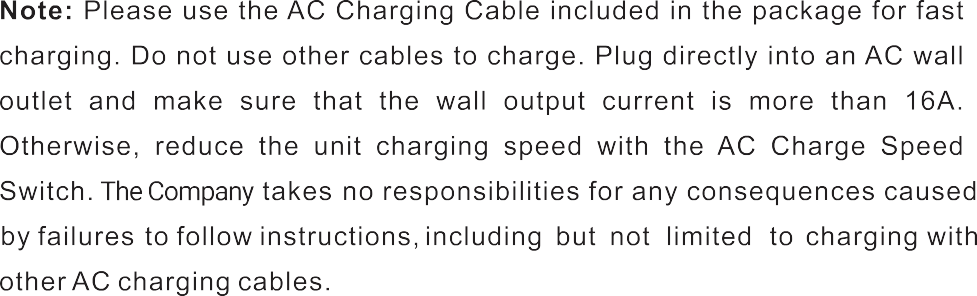 Note: Please use the AC Charging Cable included in the package for fast
charging. Do not use other cables to charge. Plug directly into an AC wall
outlet and make sure that the wall output current is more than 16A.
Otherwise, reduce the unit charging speed with the AC Charge Speed
Switch. The Company takes no responsibilities for any consequences caused
by failures to follow instructions, including but not limited to charging with
other AC charging cables.